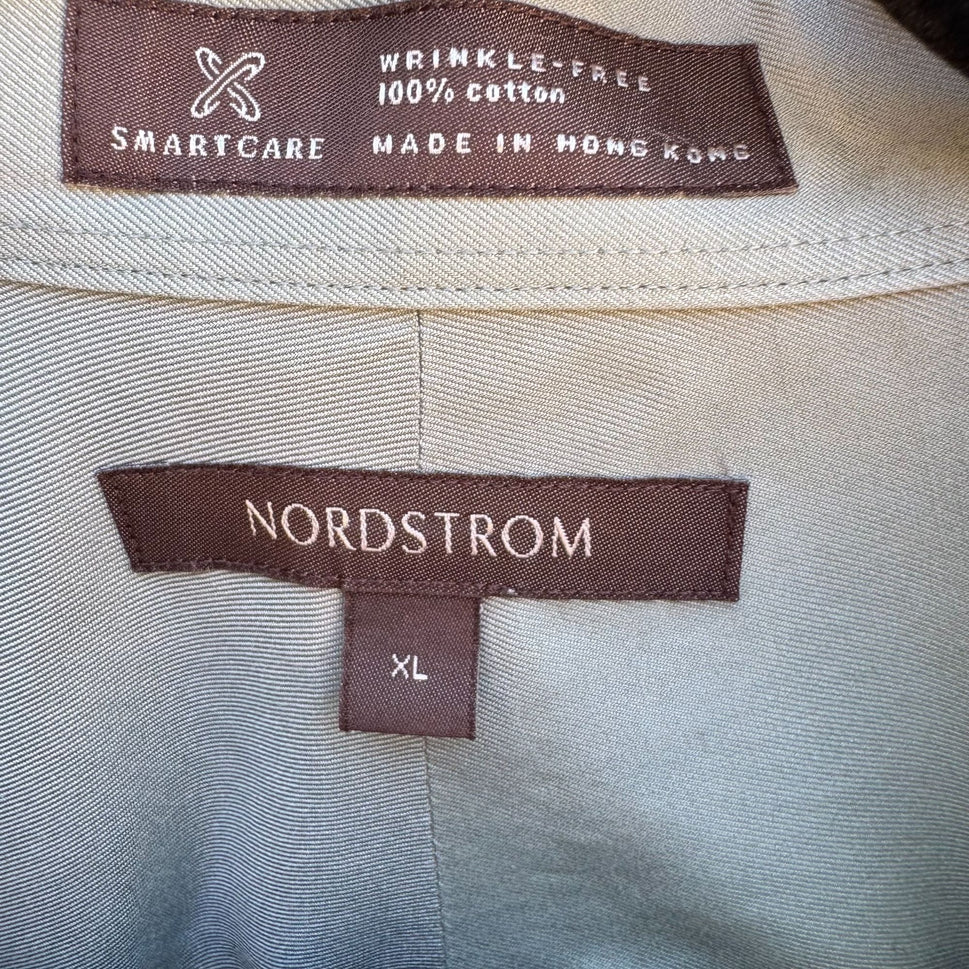 WRINKLE-FREE
100% cotton
SMARTCARE
MADE IN HONG KONG
NORDSTROM
XL